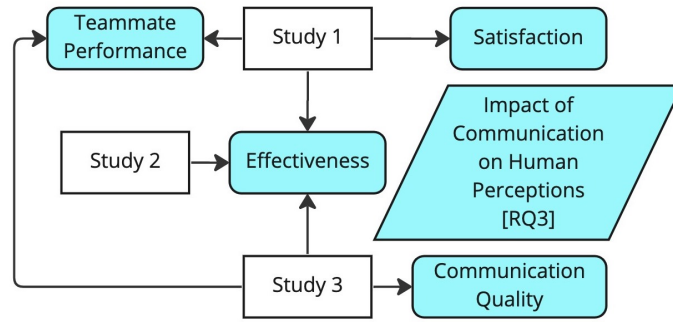 Teammate
Performance
Study 1
Satisfaction
Impact of
Communication
on Human
Perceptions
[RQ3]
Study 2
Effectiveness
Study 3
Communication
Quality